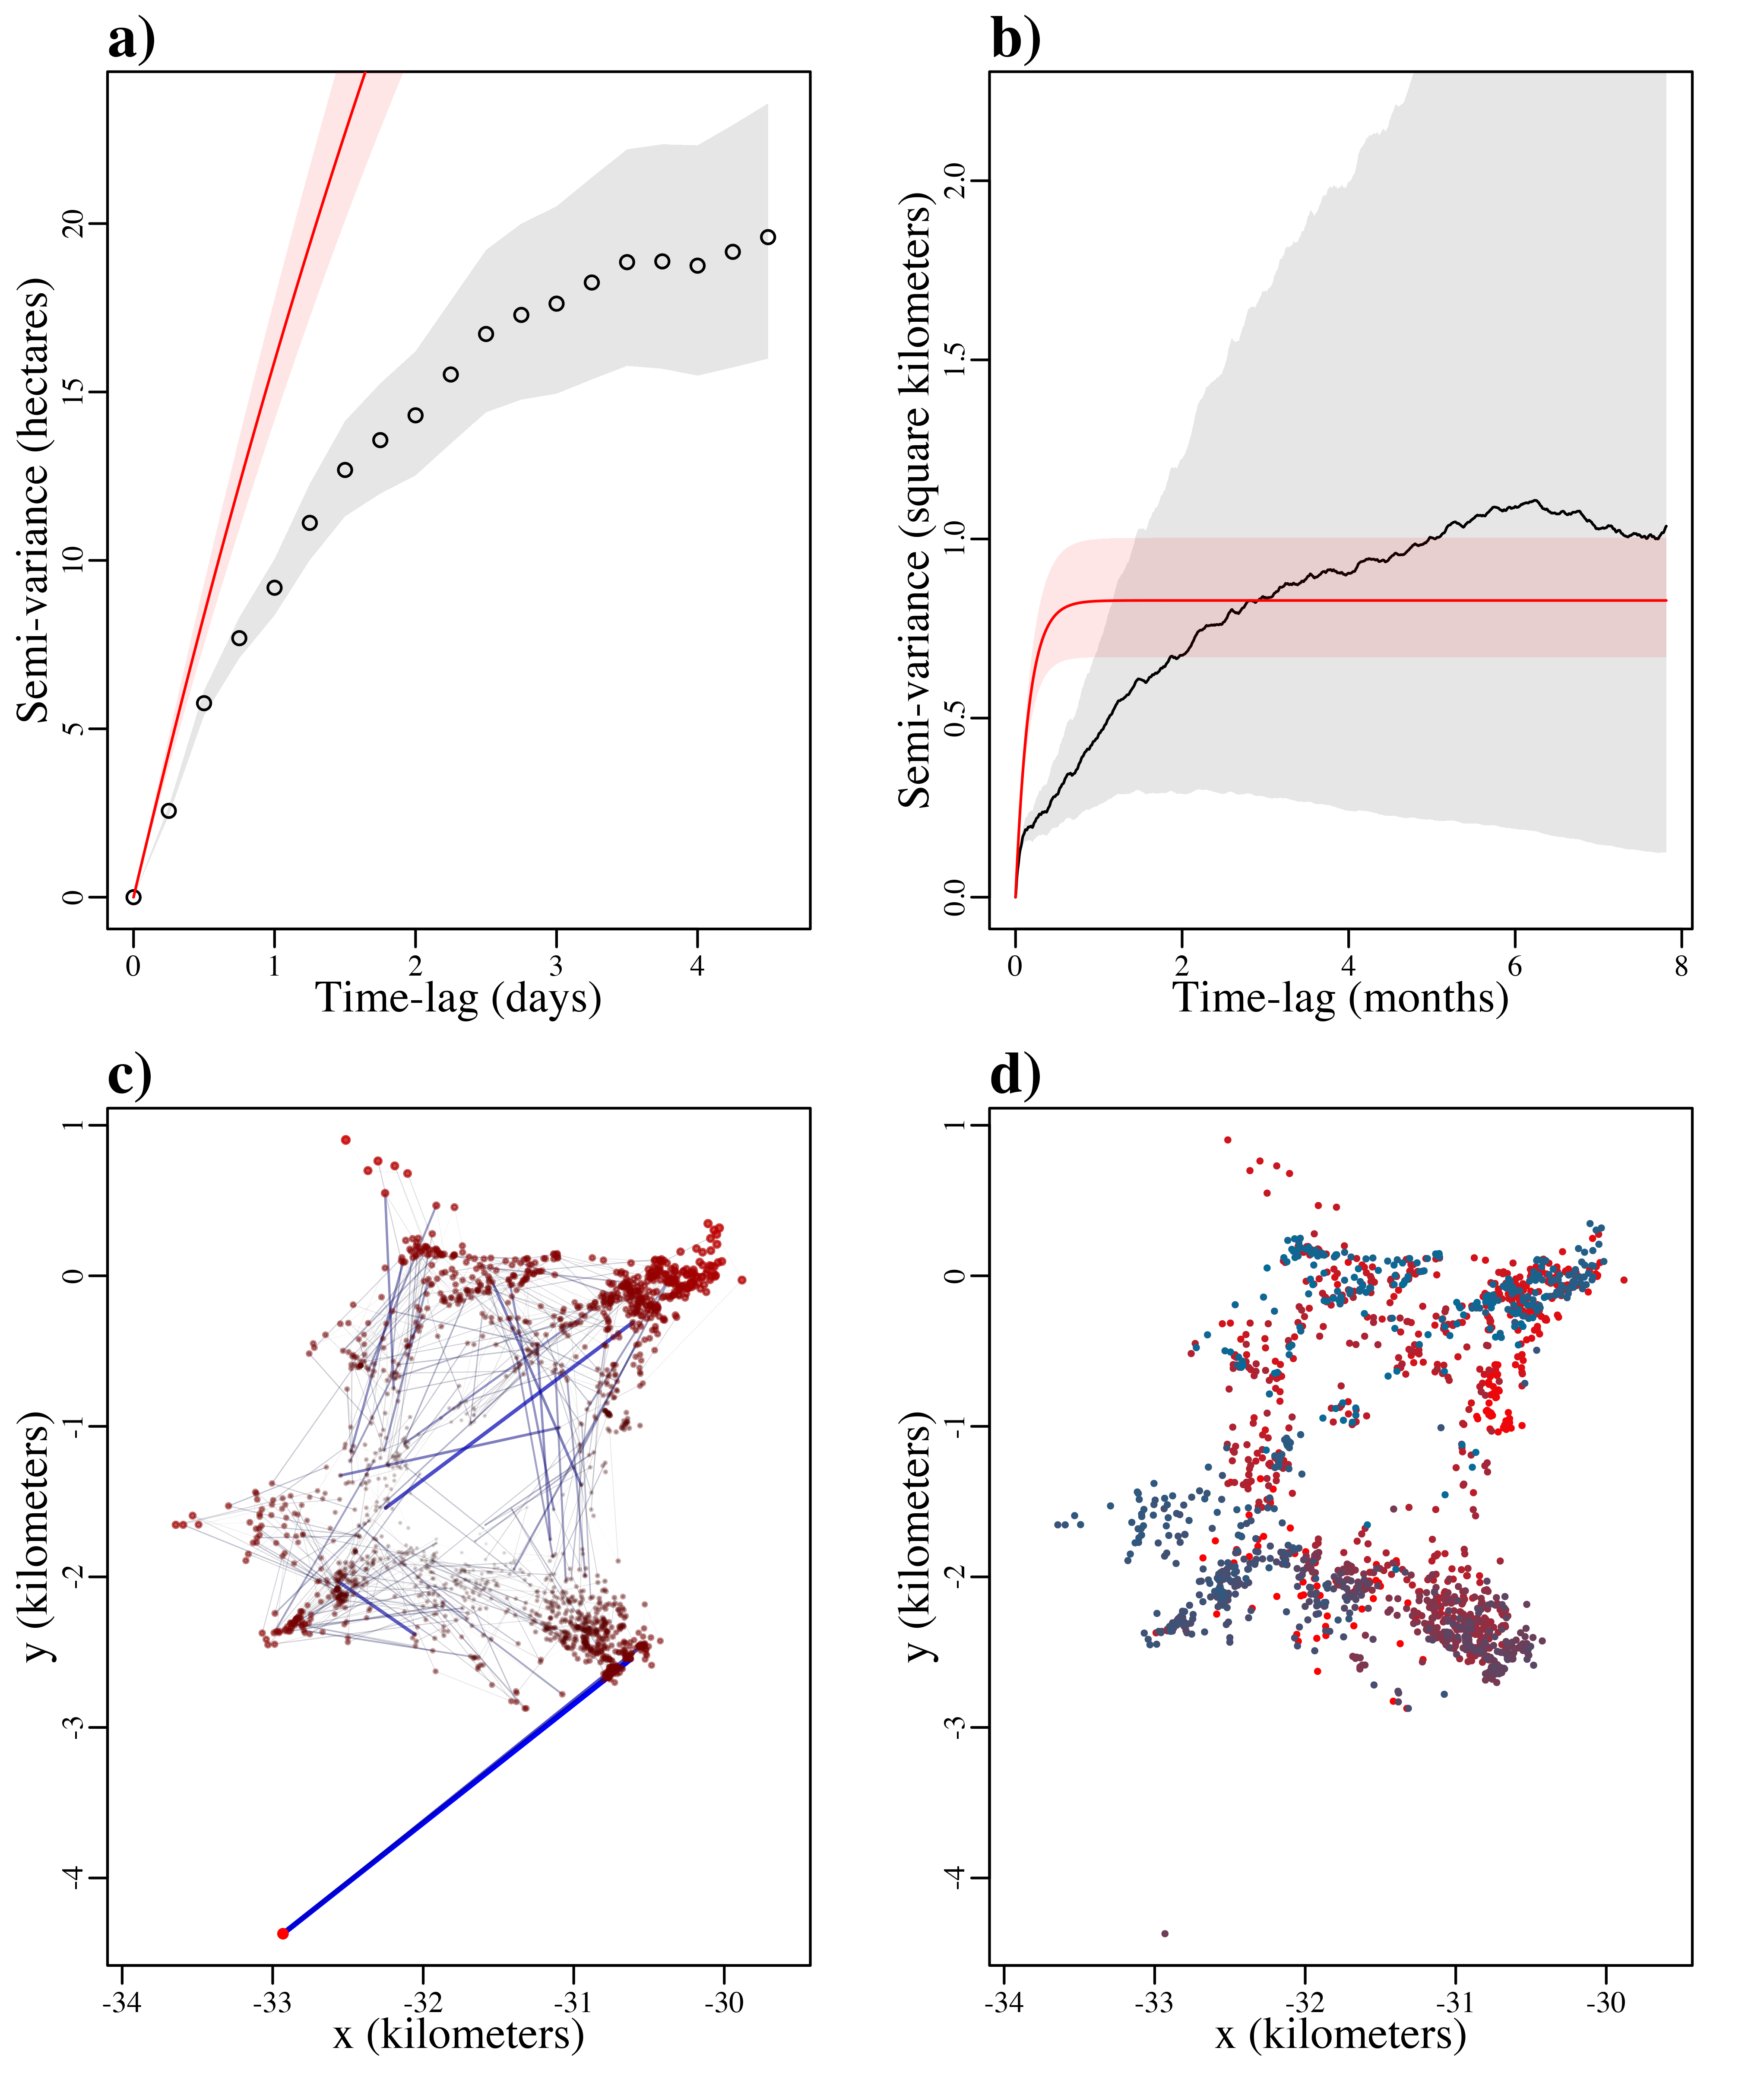 a)
Semi-variance (hectares)
20
15
10
5
0
0 1 2 3 4
Time-lag (days)
b)
Semi-variance (square kilometers)
2.0
1.5
1.0
0.5
0.0
0 2 4 6 8
Time-lag (months)
c)
y (kilometers)
1
0
-1
-2
-3
-4
-34 -33 -32 -31 -30
x (kilometers)
d)
y (kilometers)
1
0
-1
-2
-3
-4
-34 -33 -32 -31 -30
x (kilometers)